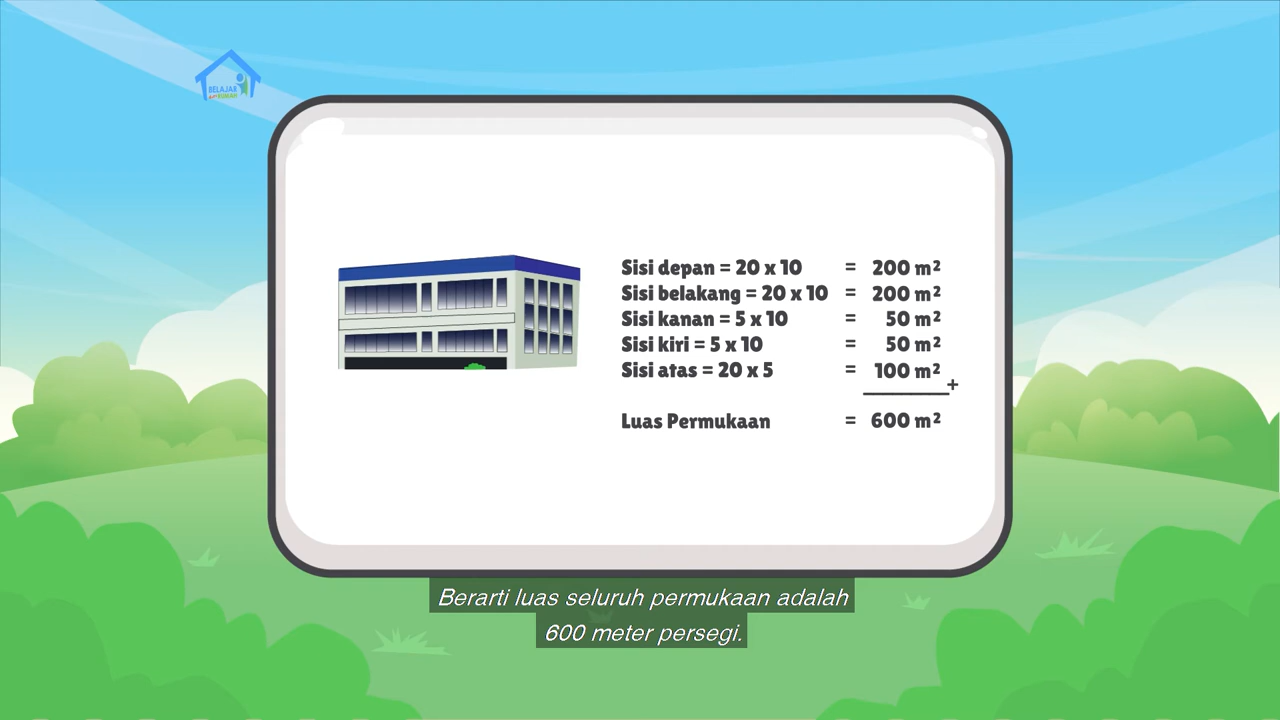 BELAJAR
Sisi depan = 20 x 10 = 200 m²
Sisi belakang = 20 x 10 = 200 m²
Sisi kanan = 5 x 10 = 50 m²
Sisi kiri = 5 x 10 = 50 m²
Sisi atas = 20 x 5 = 100 m²
+
Luas Permukaan = 600 m²
Berarti luas seluruh permukaan adalah
600 meter persegi.